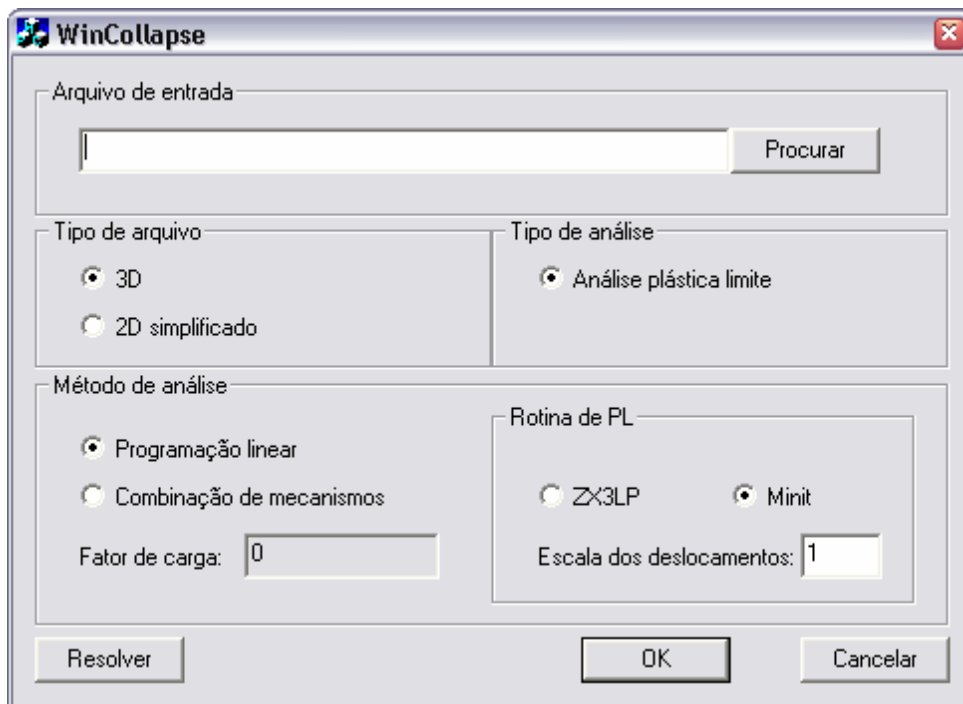 WinCollapse
Arquivo de entrada
Procurar
Tipo de arquivo
3D
2D simplificado
Tipo de análise
Análise plástica limite
Método de análise
Programação linear
Combinação de mecanismos
Fator de carga: 0
Rotina de PL
ZX3LP Minit
Escala dos deslocamentos: 1
Resolver OK Cancelar